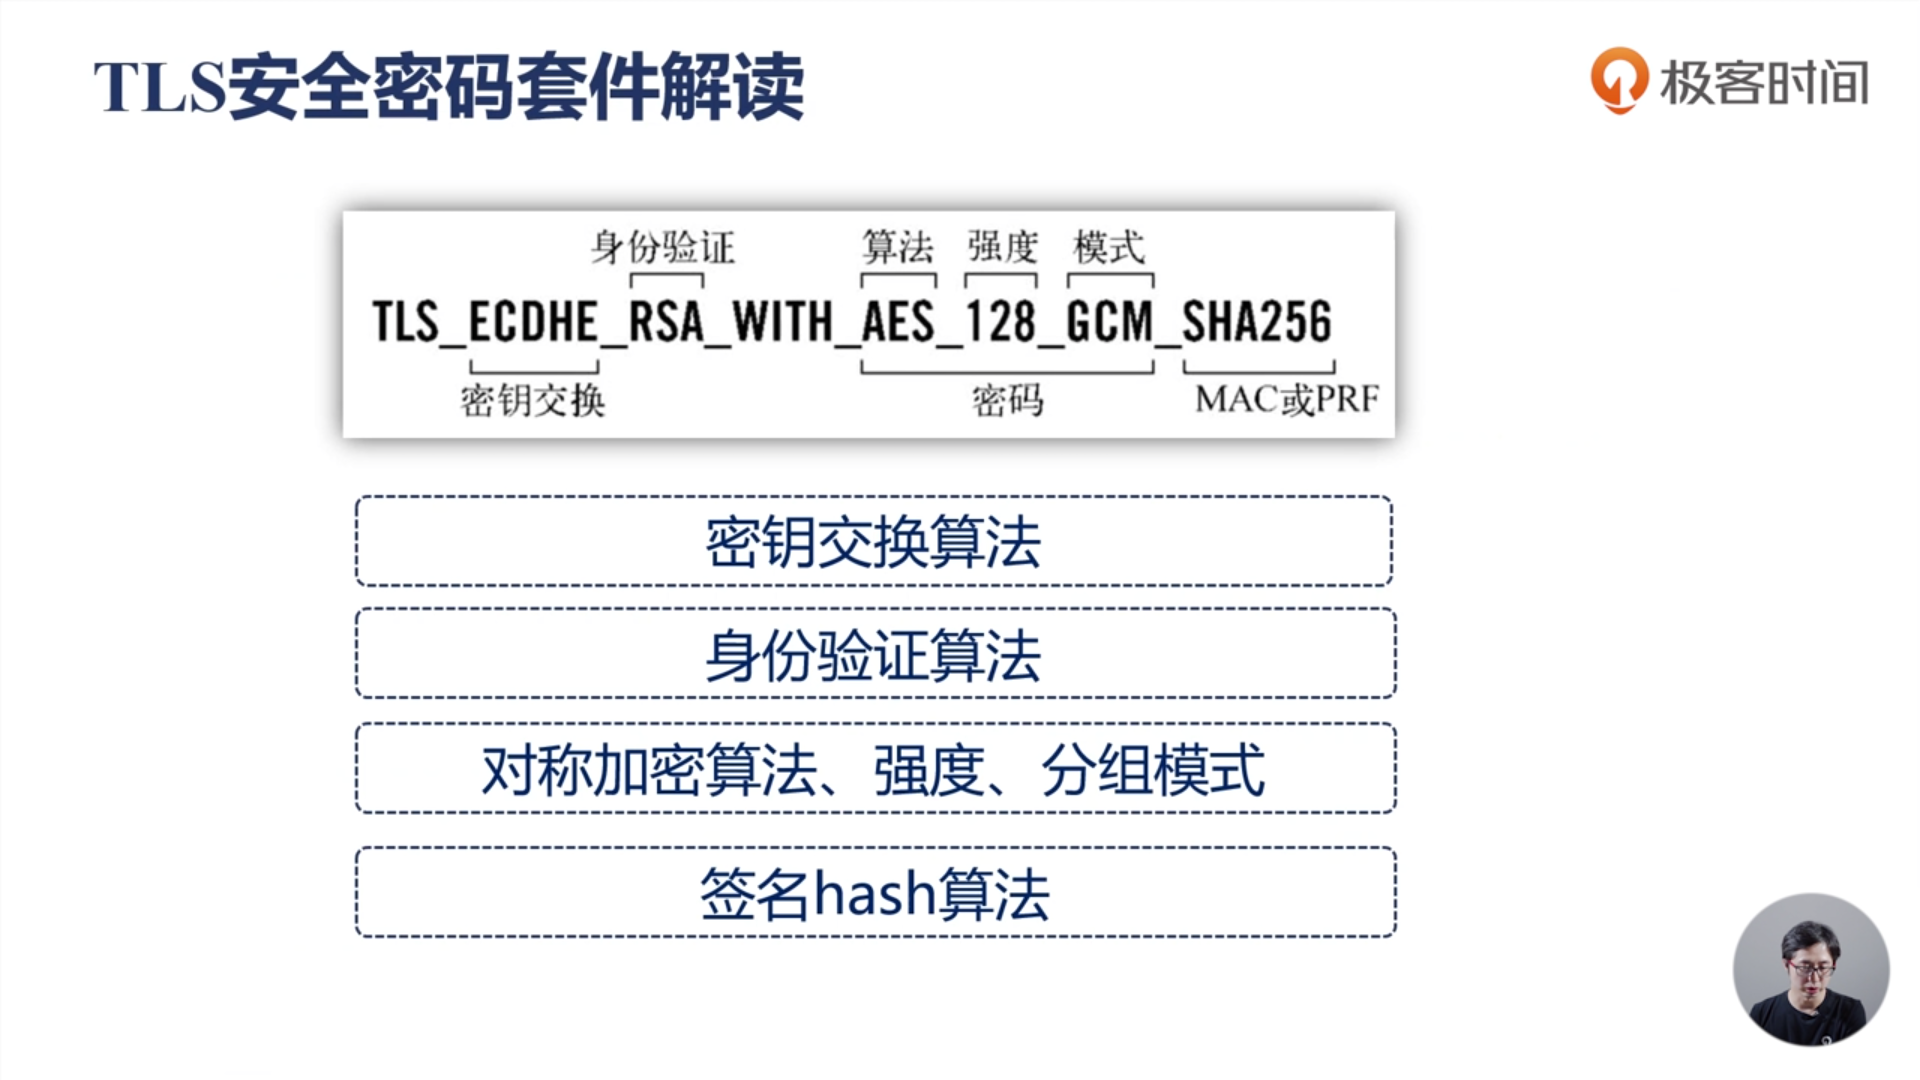 TLS安全密码套件解读
极客时间
身份验证 算法 强度 模式
TLS_ECDHE_RSA_WITH_AES_128_GCM_SHA256
密钥交换 密码 MAC或PRF
密钥交换算法
身份验证算法
对称加密算法、强度、分组模式
签名hash算法